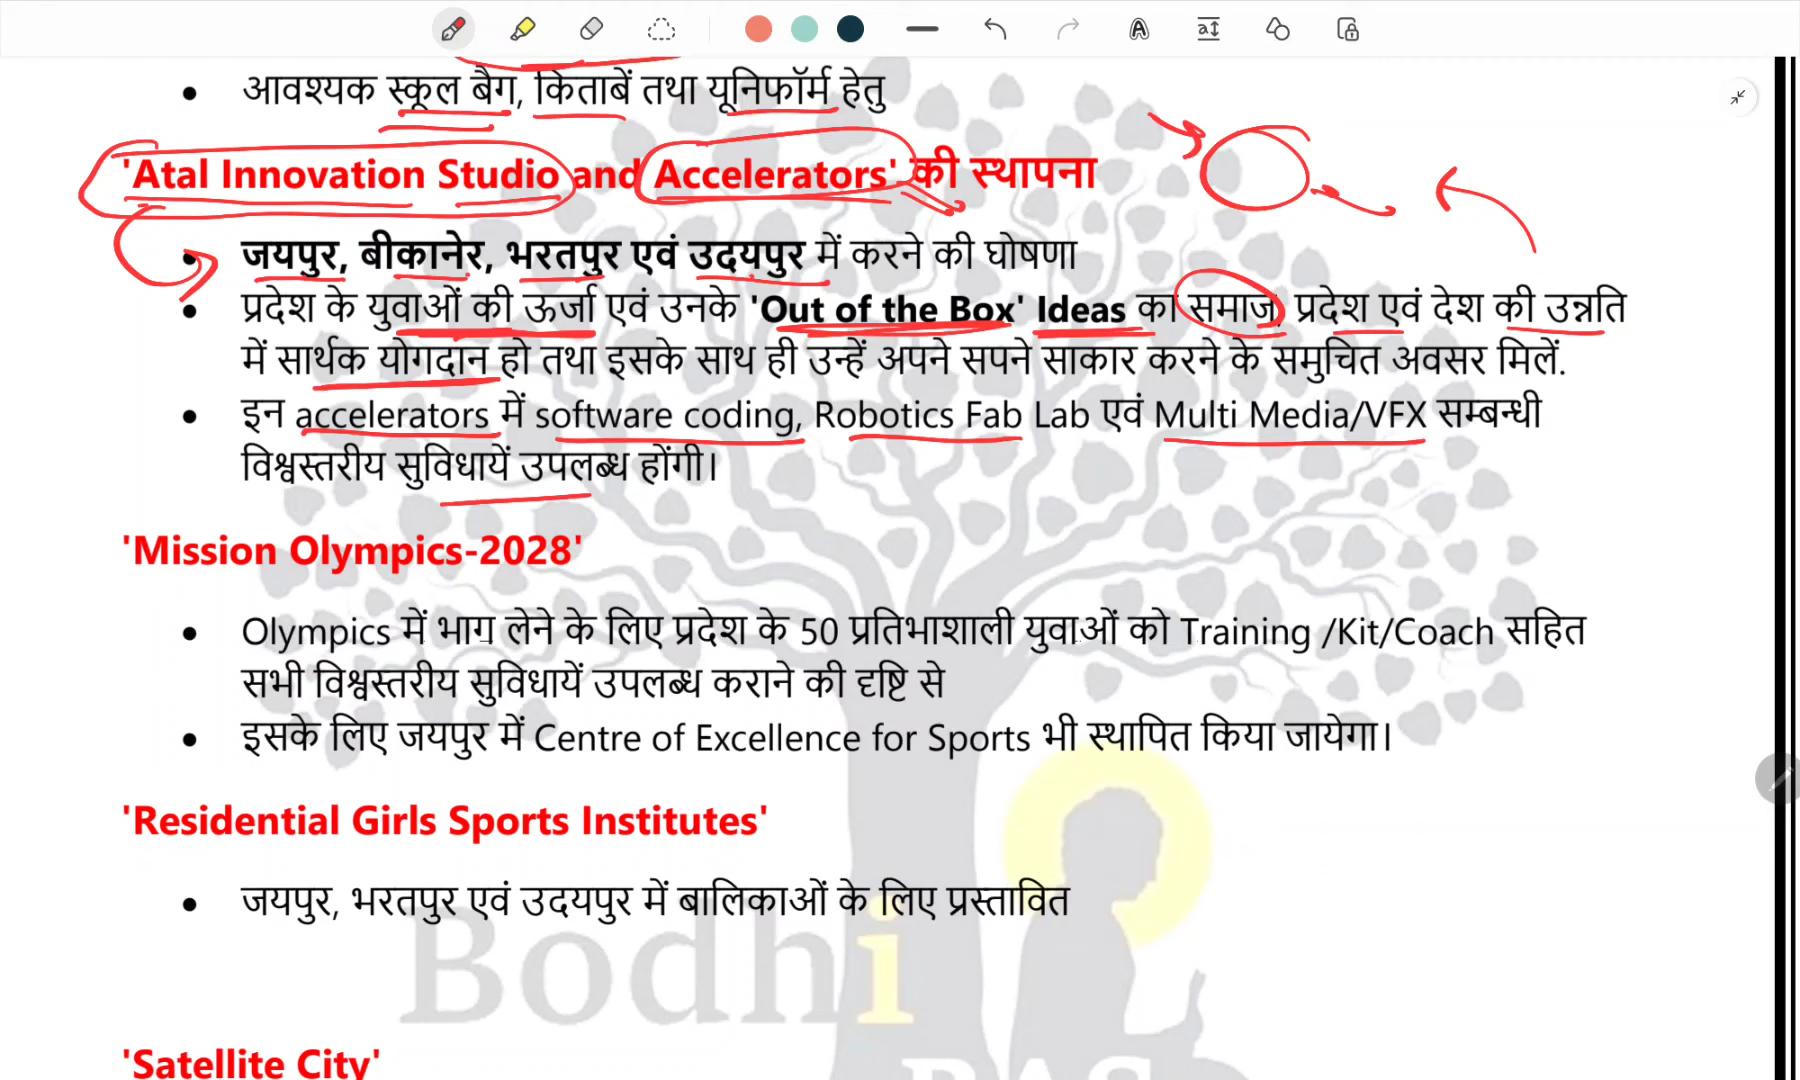 आवश्यक स्कूल बैग, किताबें तथा यूनिफॉर्म हेतु
'Atal Innovation Studio and Accelerators' की स्थापना
जयपुर, बीकानेर, भरतपुर एवं उदयपुर में करने की घोषणा
प्रदेश के युवाओं की ऊर्जा एवं उनके 'Out of the Box' Ideas का समाज, प्रदेश एवं देश की उन्नति
में सार्थक योगदान हो तथा इसके साथ ही उन्हें अपने सपने साकार करने के समुचित अवसर मिलें.
इन accelerators में software coding, Robotics Fab Lab एवं Multi Media/VFX सम्बन्धी
विश्वस्तरीय सुविधायें उपलब्ध होंगी।
'Mission Olympics-2028'
Olympics में भाग लेने के लिए प्रदेश के 50 प्रतिभाशाली युवाओं को Training /Kit/Coach सहित
सभी विश्वस्तरीय सुविधायें उपलब्ध कराने की दृष्टि से
इसके लिए जयपुर में Centre of Excellence for Sports भी स्थापित किया जायेगा।
'Residential Girls Sports Institutes'
जयपुर, भरतपुर एवं उदयपुर में बालिकाओं के लिए प्रस्तावित
Bodhi
RAS
'Satellite City'